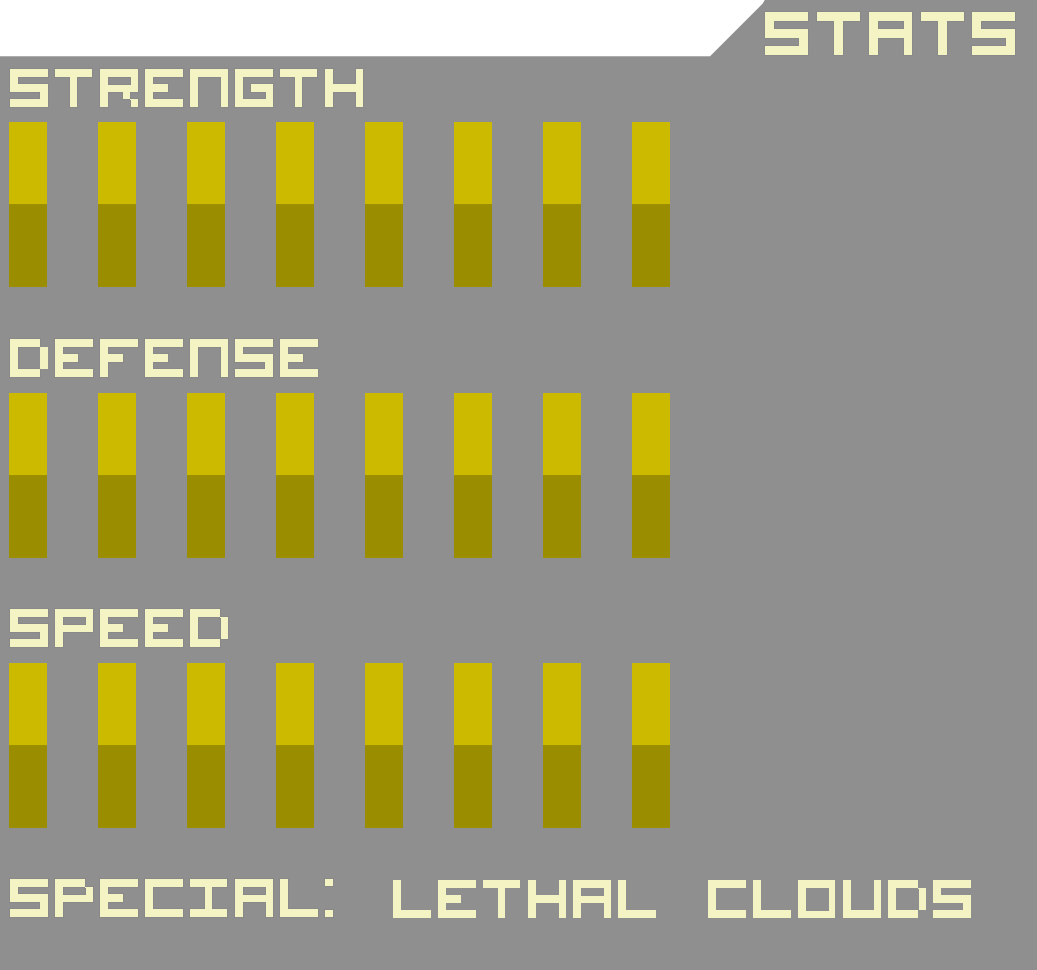 STATS
STRENGTH
DEFENSE
SPEED
SPECIAL: LETHAL CLOUDS